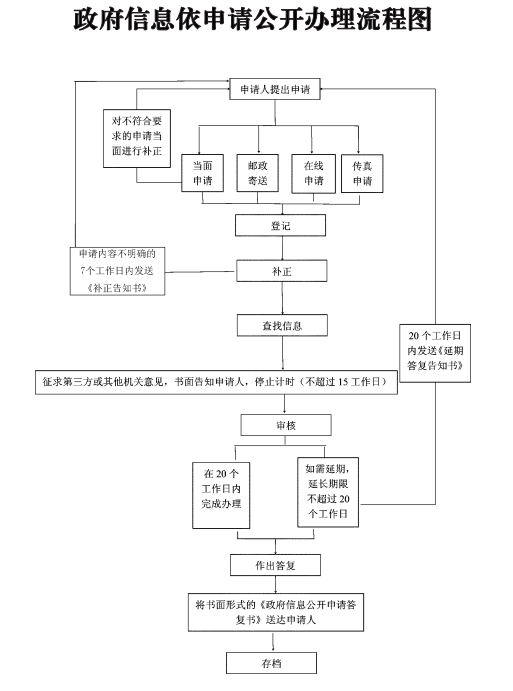 政府信息依申请公开办理流程图
申请人提出申请
对不符合要
求的申请当
面进行补正
当面
申请
邮政
寄送
在线
申请
传真
申请
登记
申请内容不明确的
7个工作日内发送
《补正告知书》
补正
查找信息
20 个工作日
内发送《延期
答复告知书》
征求第三方或其他机关意见，书面告知申请人，停止计时（不超过 15 工作日）
审核
在 20 个
工作日内
完成办理
如需延期，
延长期限
不超过 20
个工作日
作出答复
将书面形式的《政府信息公开申请答
复书》送达申请人
存档